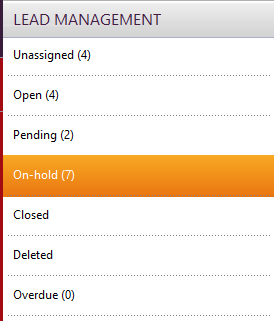 LEAD MANAGEMENT
Unassigned (4)
Open (4)
Pending (2)
On-hold (7)
Closed
Deleted
Overdue (0)